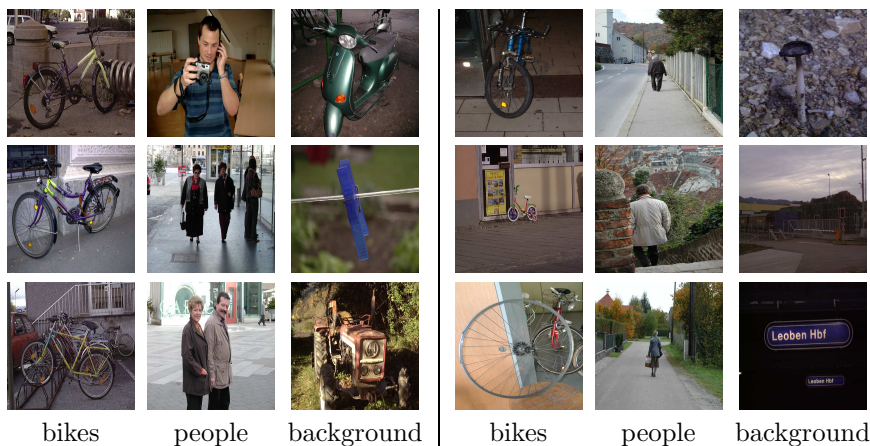 Leoben Hbf
Leoben Hbf
bikes
people
background
bikes
people
background